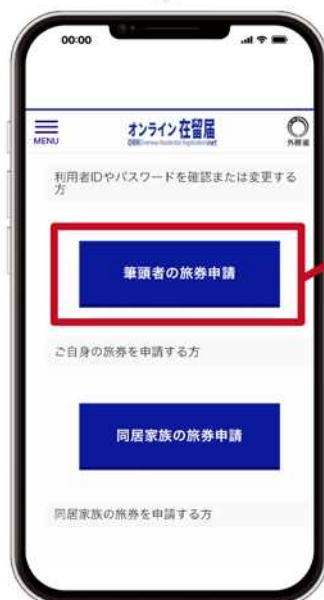 00:00
MENU
オンライン在留届
ORRnet
外務省
利用者IDやパスワードを確認または変更する
方
筆頭者の旅券申請
ご自身の旅券を申請する方
同居家族の旅券申請
同居家族の旅券を申請する方